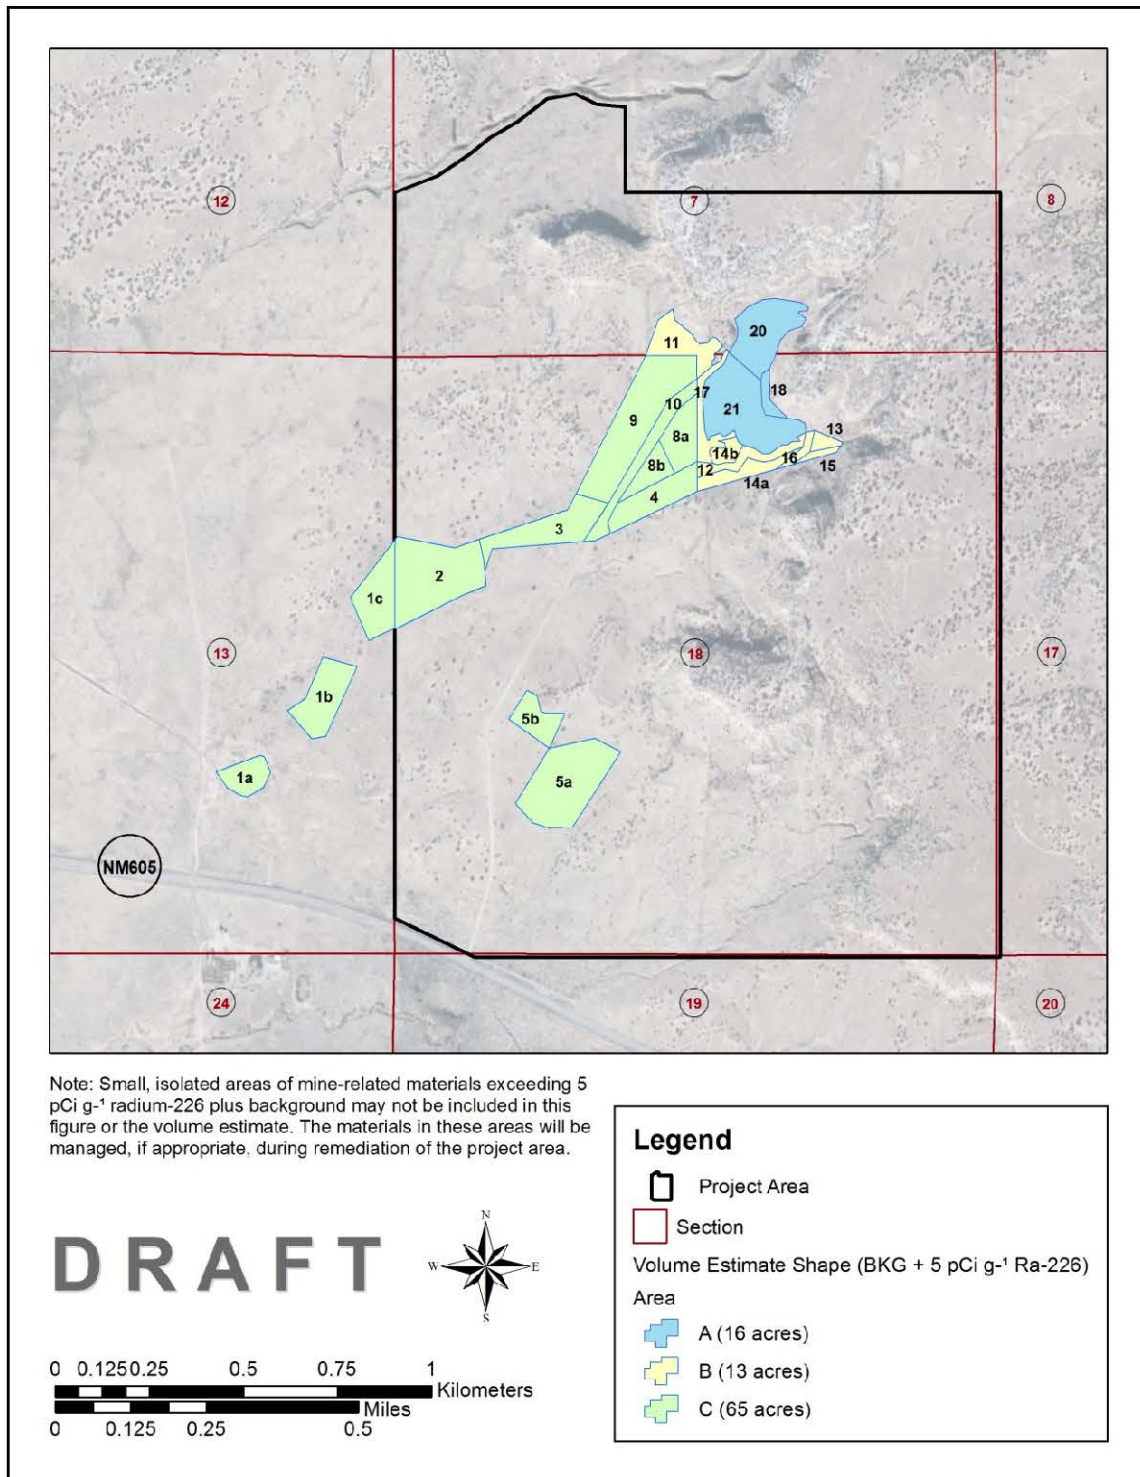 12
7
8
20
11
18
17
10
21
9
13
8a
14b
16
15
8b
12
14a
4
3
2
1c
13
18
17
1b
5b
1a
5a
NM605
24
19
20
Note: Small, isolated areas of mine-related materials exceeding 5
pCi g-¹ radium-226 plus background may not be included in this
figure or the volume estimate. The materials in these areas will be
managed, if appropriate, during remediation of the project area.
DRAFT
N
W E
S
0 0.125 0.25 0.5 0.75 1
Kilometers
Miles
0 0.125 0.25 0.5
Legend
Project Area
Section
Volume Estimate Shape (BKG + 5 pCi g-¹ Ra-226)
Area
A (16 acres)
B (13 acres)
C (65 acres)